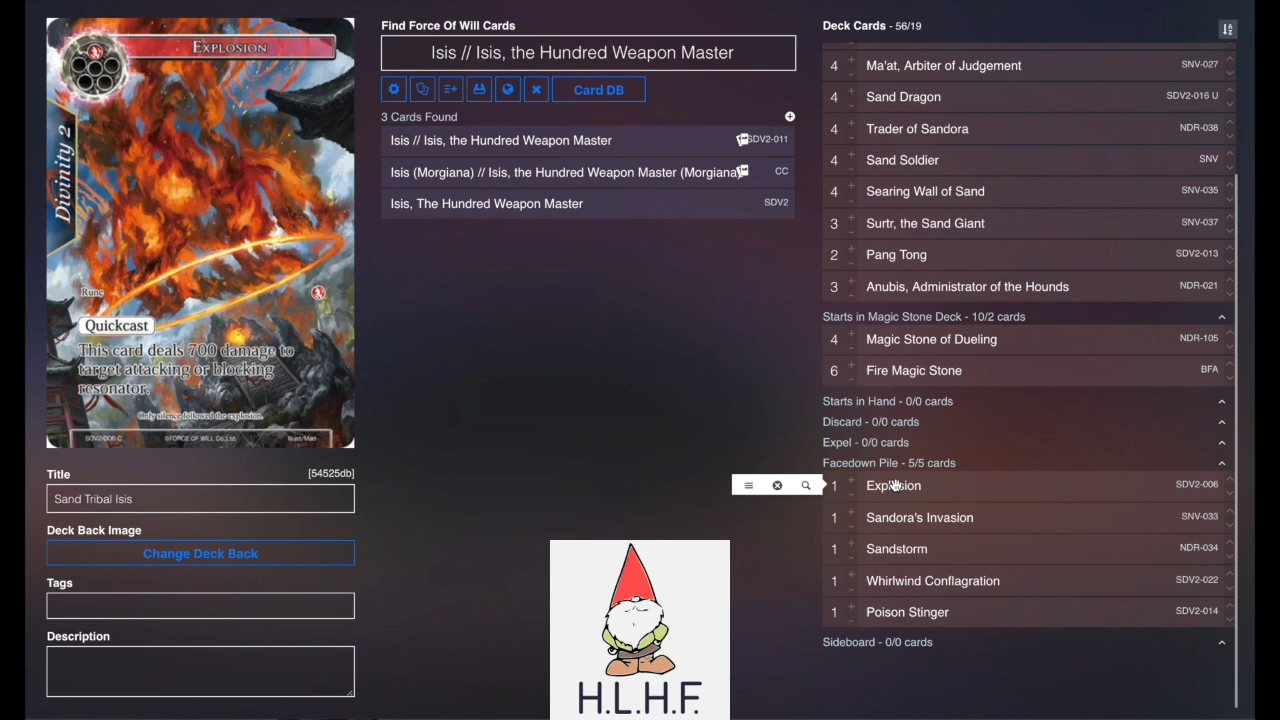 EXPLOSION
Divinity 2
Rune
Quickcast
This card deals 700 damage to
target attacking or blocking
resonator.
Only silence followed the explosion.
SDV2-006 C ©FORCE OF WILL Co.,Ltd. Illust/Mad
Title [54525db]
Sand Tribal Isis
Deck Back Image
Change Deck Back
Tags
Description
Find Force Of Will Cards
Isis // Isis, the Hundred Weapon Master
Card DB
3 Cards Found
Isis // Isis, the Hundred Weapon Master SDV2-011
Isis (Morgiana) // Isis, the Hundred Weapon Master (Morgiana) CC
Isis, The Hundred Weapon Master SDV2
H.L.H.F.
Deck Cards - 56/19
4 Ma'at, Arbiter of Judgement SNV-027
4 Sand Dragon SDV2-016 U
4 Trader of Sandora NDR-038
4 Sand Soldier SNV
4 Searing Wall of Sand SNV-035
3 Surtr, the Sand Giant SNV-037
2 Pang Tong SDV2-013
3 Anubis, Administrator of the Hounds NDR-021
Starts in Magic Stone Deck - 10/2 cards
4 Magic Stone of Dueling NDR-105
6 Fire Magic Stone BFA
Starts in Hand - 0/0 cards
Discard - 0/0 cards
Expel - 0/0 cards
Facedown Pile - 5/5 cards
1 Explosion SDV2-006
1 Sandora's Invasion SNV-033
1 Sandstorm NDR-034
1 Whirlwind Conflagration SDV2-022
1 Poison Stinger SDV2-014
Sideboard - 0/0 cards